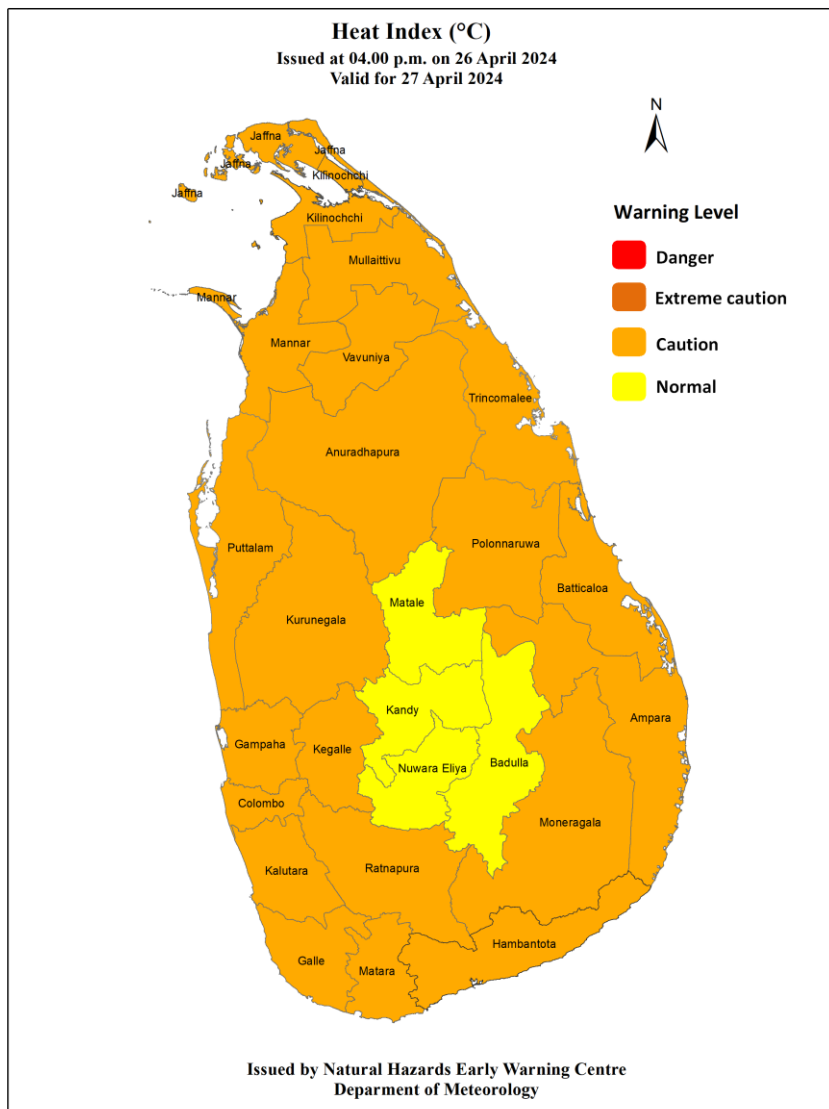 Heat Index (°C)
Issued at 04.00 p.m. on 26 April 2024
Valid for 27 April 2024
N
Jaffna
Jaffna
Jaffna
Kilinochchi
Jaffna
Kilinochchi
Mullaittivu
Mannar
Mannar
Vavuniya
Trincomalee
Anuradhapura
Polonnaruwa
Puttalam
Batticaloa
Matale
Kurunegala
Kandy
Ampara
Gampaha
Kegalle
Nuwara Eliya
Badulla
Colombo
Moneragala
Kalutara
Ratnapura
Hambantota
Galle
Matara
Warning Level
Danger
Extreme caution
Caution
Normal
Issued by Natural Hazards Early Warning Centre
Deparment of Meteorology